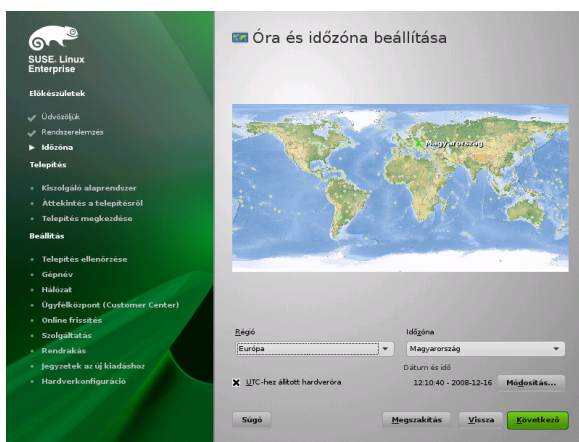 SUSE. Linux
Enterprise
Előkészületek
Üdvözöljük
Rendszerelemzés
Időzóna
Telepítés
Kiszolgáló alaprendszer
Áttekintés a telepítésről
Telepítés megkezdése
Beállítás
Telepítés ellenőrzése
Gépnév
Hálózat
Ügyfélközpont (Customer Center)
Online frissítés
Szolgáltatás
Rendrakás
Jegyzetek az új kiadáshoz
Hardverkonfiguráció
Óra és időzóna beállítása
Magyarország
Régió
Európa
Időzóna
Magyarország
UTC-hez állított hardveróra
Dátum és idő
12:10:40 - 2008-12-16
Módosítás...
Súgó
Megszakítás
Vissza
Következő